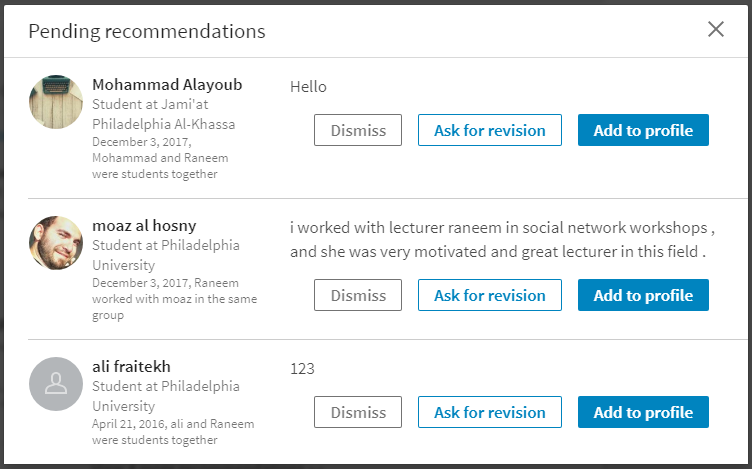 Pending recommendations
Mohammad Alayoub
Student at Jami'at
Philadelphia Al-Khassa
December 3, 2017,
Mohammad and Raneem
were students together
Hello
Dismiss
Ask for revision
Add to profile
moaz al hosny
Student at Philadelphia
University
December 3, 2017, Raneem
worked with moaz in the same
group
i worked with lecturer raneem in social network workshops ,
and she was very motivated and great lecturer in this field .
Dismiss
Ask for revision
Add to profile
ali fraitekh
Student at Philadelphia
University
April 21, 2016, ali and Raneem
were students together
123
Dismiss
Ask for revision
Add to profile